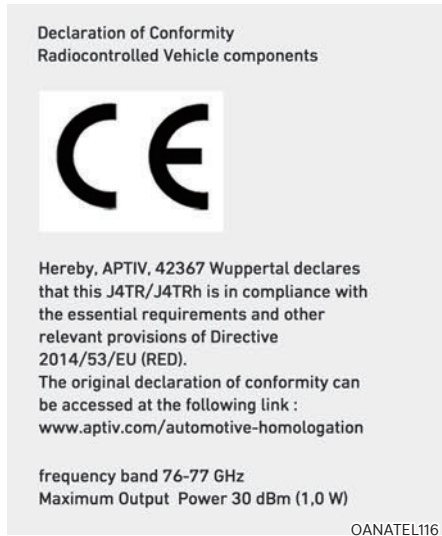 Declaration of Conformity
Radiocontrolled Vehicle components
CE
Hereby, APTIV, 42367 Wuppertal declares
that this J4TR/J4TRh is in compliance with
the essential requirements and other
relevant provisions of Directive
2014/53/EU (RED).
The original declaration of conformity can
be accessed at the following link :
www.aptiv.com/automotive-homologation
frequency band 76-77 GHz
Maximum Output  Power 30 dBm (1,0 W)
OANATEL116